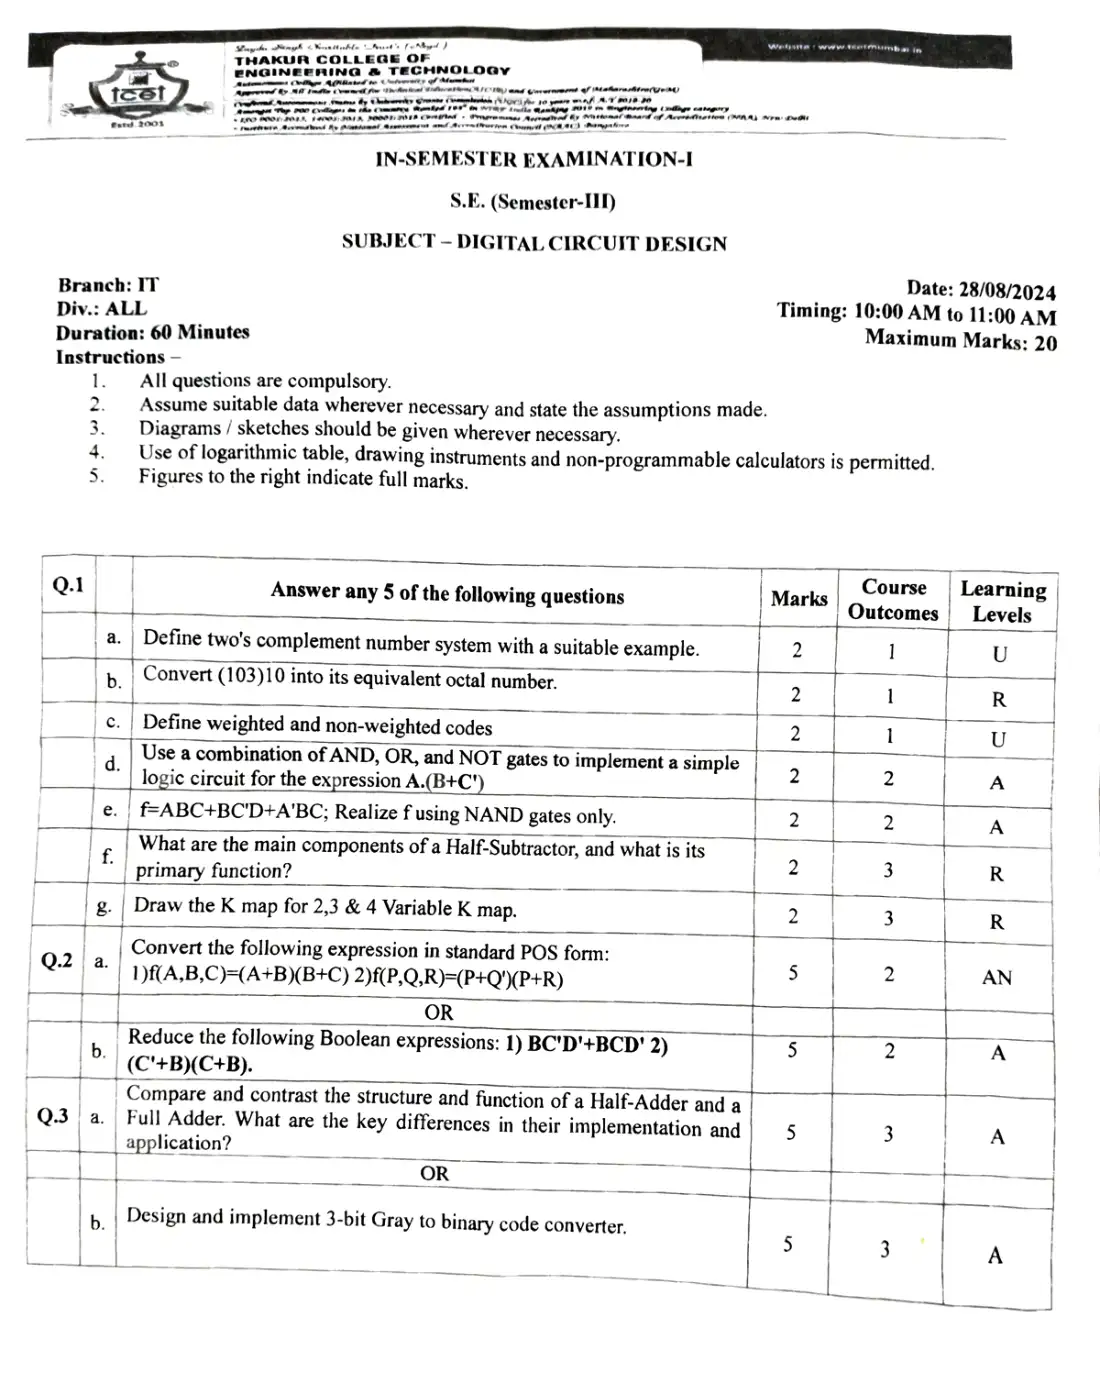 Website : www.tcetmumbai.in
THAKUR COLLEGE OF
ENGINEERING & TECHNOLOGY
tcet
Estd. 2001
IN-SEMESTER EXAMINATION-I
S.E. (Semester-III)
SUBJECT – DIGITAL CIRCUIT DESIGN
Branch: IT
Date: 28/08/2024
Div.: ALL
Timing: 10:00 AM to 11:00 AM
Duration: 60 Minutes
Maximum Marks: 20
Instructions –
1. All questions are compulsory.
2. Assume suitable data wherever necessary and state the assumptions made.
3. Diagrams / sketches should be given wherever necessary.
4. Use of logarithmic table, drawing instruments and non-programmable calculators is permitted.
5. Figures to the right indicate full marks.
Q.1 Answer any 5 of the following questions Marks Course Outcomes Learning Levels
a. Define two's complement number system with a suitable example. 2 1 U
b. Convert (103)10 into its equivalent octal number. 2 1 R
c. Define weighted and non-weighted codes 2 1 U
d. Use a combination of AND, OR, and NOT gates to implement a simple
logic circuit for the expression A.(B+C') 2 2 A
e. f=ABC+BC'D+A'BC; Realize f using NAND gates only. 2 2 A
f. What are the main components of a Half-Subtractor, and what is its
primary function? 2 3 R
g. Draw the K map for 2,3 & 4 Variable K map. 2 3 R
Q.2 a. Convert the following expression in standard POS form:
1)f(A,B,C)=(A+B)(B+C) 2)f(P,Q,R)=(P+Q')(P+R) 5 2 AN
OR
b. Reduce the following Boolean expressions: 1) BC'D'+BCD' 2)
(C'+B)(C+B). 5 2 A
Q.3 a. Compare and contrast the structure and function of a Half-Adder and a
Full Adder. What are the key differences in their implementation and
application? 5 3 A
OR
b. Design and implement 3-bit Gray to binary code converter. 5 3 A